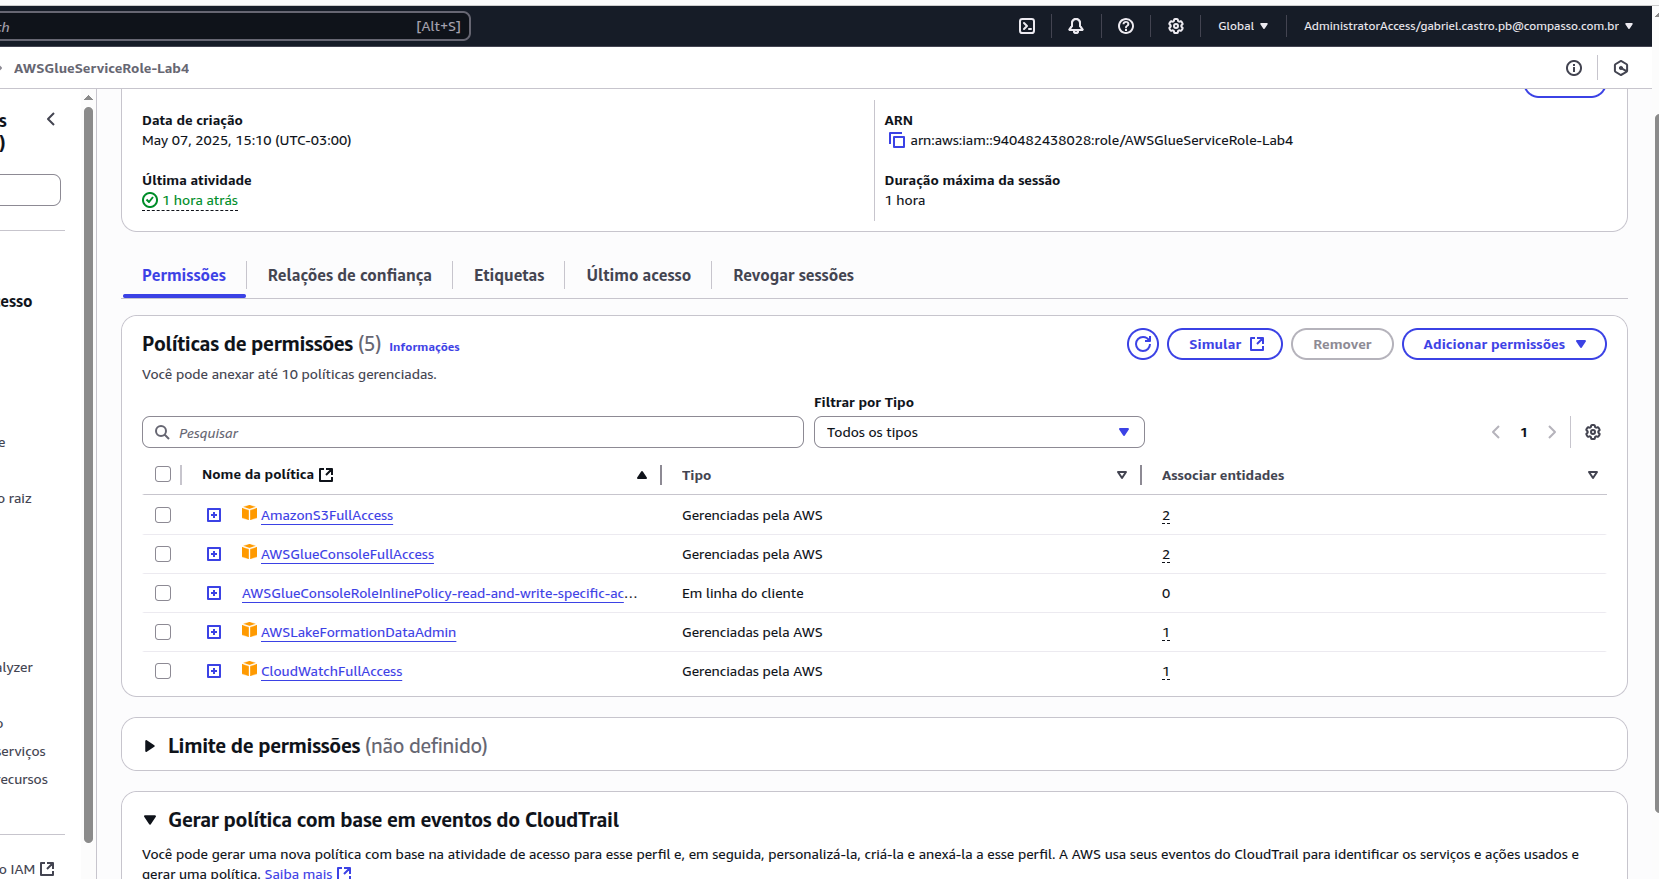 ch
[Alt+S]
Global
AdministratorAccess/gabriel.castro.pb@compasso.com.br
AWSGlueServiceRole-Lab4
s
)
esso
e
o raiz
alyzer
o
serviços
recursos
o IAM
Data de criação
May 07, 2025, 15:10 (UTC-03:00)
ARN
arn:aws:iam::940482438028:role/AWSGlueServiceRole-Lab4
Última atividade
1 hora atrás
Duração máxima da sessão
1 hora
Permissões
Relações de confiança
Etiquetas
Último acesso
Revogar sessões
Políticas de permissões (5) Informações
Simular
Remover
Adicionar permissões
Você pode anexar até 10 políticas gerenciadas.
Filtrar por Tipo
Pesquisar
Todos os tipos
1
Nome da política
Tipo
Associar entidades
AmazonS3FullAccess Gerenciadas pela AWS 2
AWSGlueConsoleFullAccess Gerenciadas pela AWS 2
AWSGlueConsoleRoleInlinePolicy-read-and-write-specific-ac... Em linha do cliente 0
AWSLakeFormationDataAdmin Gerenciadas pela AWS 1
CloudWatchFullAccess Gerenciadas pela AWS 1
Limite de permissões (não definido)
Gerar política com base em eventos do CloudTrail
Você pode gerar uma nova política com base na atividade de acesso para esse perfil e, em seguida, personalizá-la, criá-la e anexá-la a esse perfil. A AWS usa seus eventos do CloudTrail para identificar os serviços e ações usados e
gerar uma política. Saiba mais